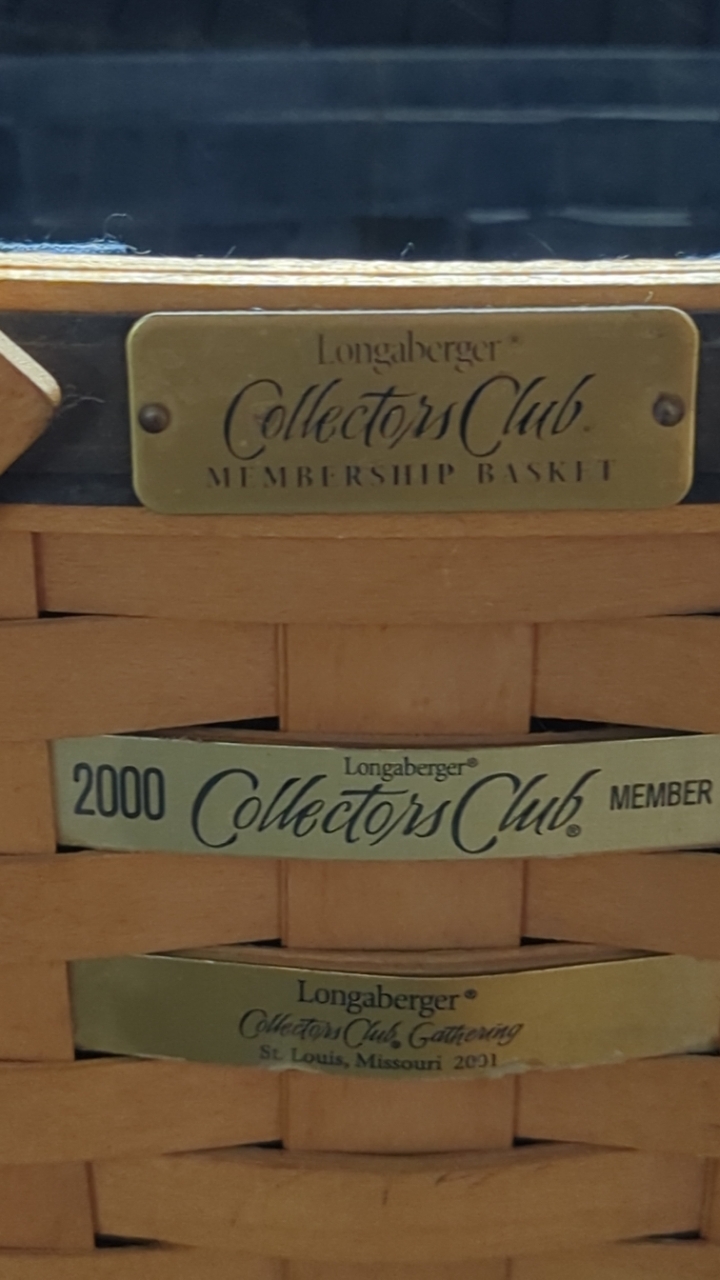 Longaberger®
Collectors Club
MEMBERSHIP BASKET
2000 Longaberger® Collectors Club® MEMBER
Longaberger®
Collectors Club® Gathering
St. Louis, Missouri 2001